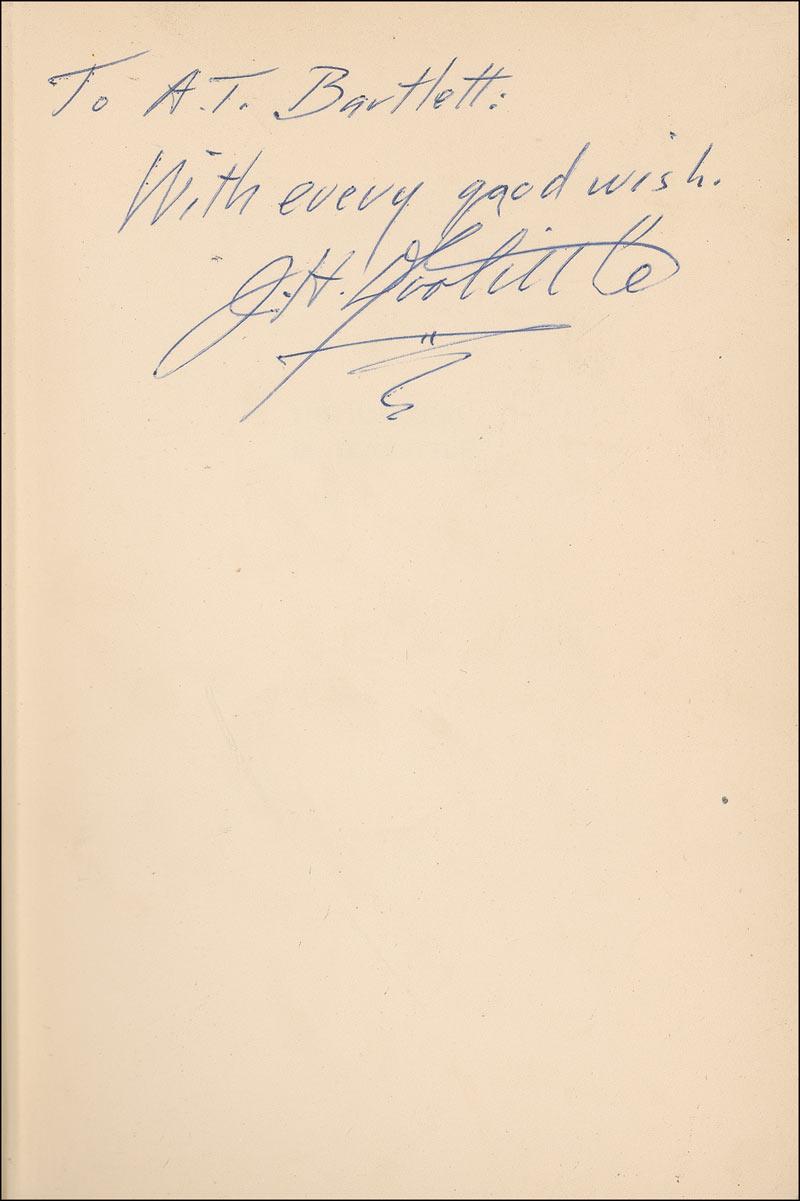 To A.T. Bartlett:
With every good wish.
J.H. Doolittle